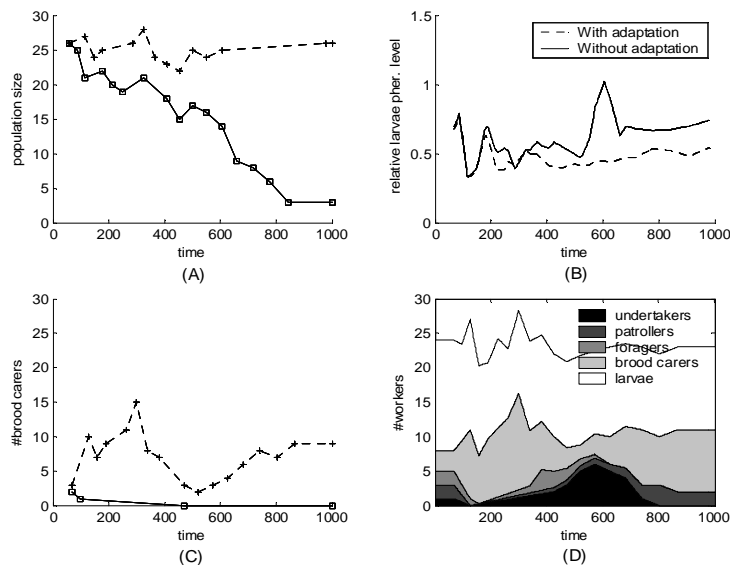 30
25
20
15
10
5
0
population size
0
200
400
600
800
1000
time
(A)
With adaptation
Without adaptation
1.5
1
0.5
0
relative larvae pher. level
200
400
600
800
1000
time
(B)
30
25
20
15
10
5
0
#brood carers
0
200
400
600
800
1000
time
(C)
undertakers
patrollers
foragers
brood carers
larvae
30
25
20
15
10
5
0
#workers
200
400
600
800
1000
time
(D)